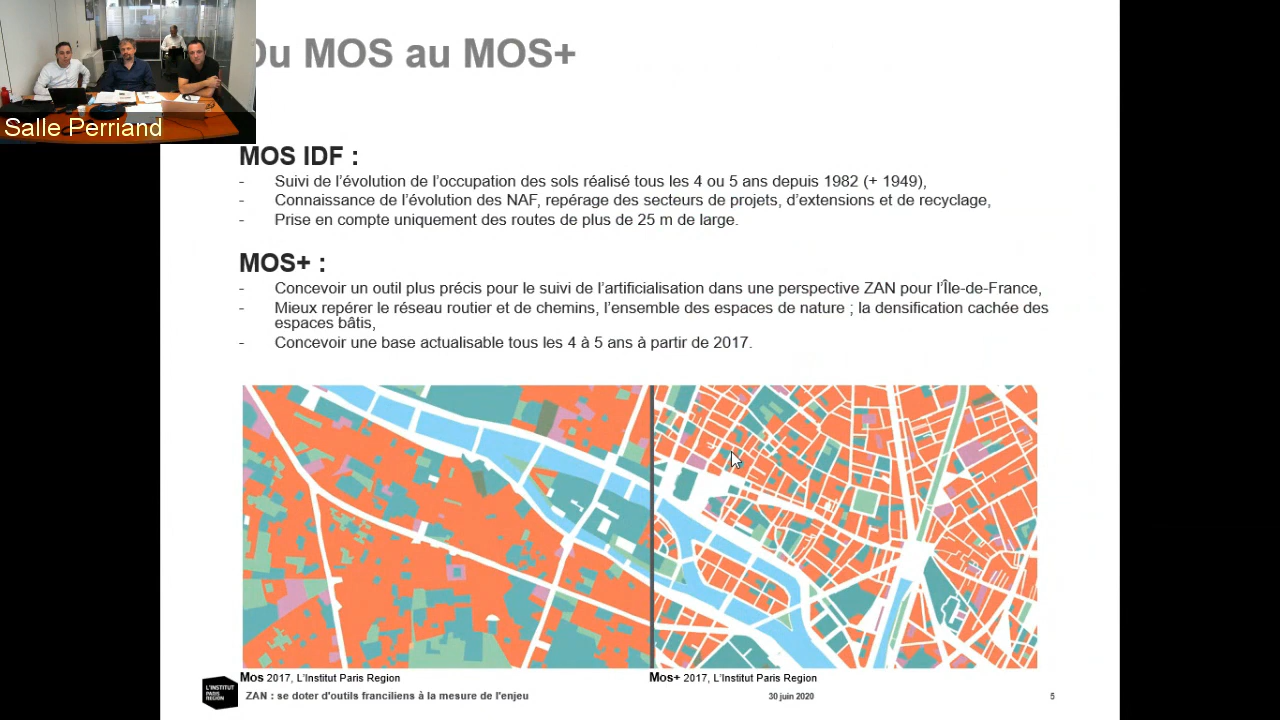 Du MOS au MOS+
Salle Perriand
MOS IDF :
- Suivi de l'évolution de l'occupation des sols réalisé tous les 4 ou 5 ans depuis 1982 (+ 1949),
- Connaissance de l'évolution des NAF, repérage des secteurs de projets, d'extensions et de recyclage,
- Prise en compte uniquement des routes de plus de 25 m de large.
MOS+ :
- Concevoir un outil plus précis pour le suivi de l'artificialisation dans une perspective ZAN pour l'Île-de-France,
- Mieux repérer le réseau routier et de chemins, l'ensemble des espaces de nature ; la densification cachée des
espaces bâtis,
- Concevoir une base actualisable tous les 4 à 5 ans à partir de 2017.
Mos 2017, L'Institut Paris Region
Mos+ 2017, L'Institut Paris Region
L'INSTITUT
PARIS
REGION
ZAN : se doter d'outils franciliens à la mesure de l'enjeu
30 juin 2020
5